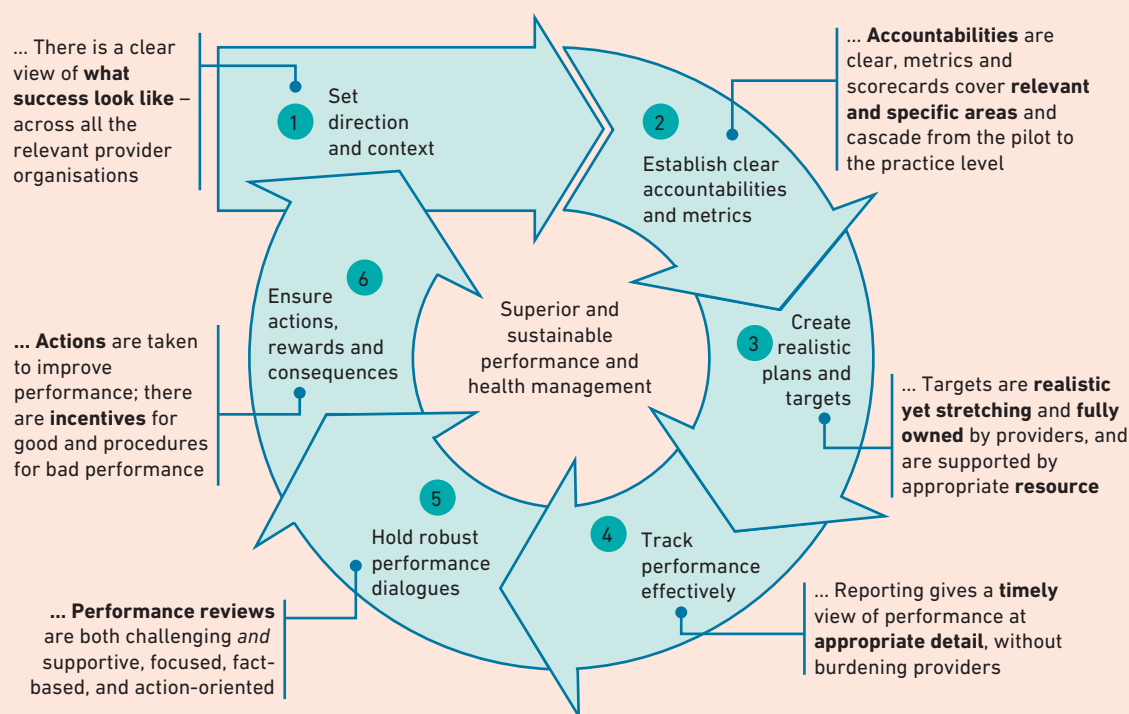 ... There is a clear
view of what
success look like –
across all the
relevant provider
organisations
1
Set
direction
and context
2
Establish clear
accountabilities
and metrics
... Accountabilities are
clear, metrics and
scorecards cover relevant
and specific areas and
cascade from the pilot to
the practice level
3
Create
realistic
plans and
targets
... Targets are realistic
yet stretching and fully
owned by providers, and
are supported by
appropriate resource
4
Track
performance
effectively
... Reporting gives a timely
view of performance at
appropriate detail, without
burdening providers
5
Hold robust
performance
dialogues
... Performance reviews
are both challenging and
supportive, focused, fact-
based, and action-oriented
6
Ensure
actions,
rewards and
consequences
... Actions are taken
to improve
performance; there
are incentives for
good and procedures
for bad performance
Superior and
sustainable
performance and
health management